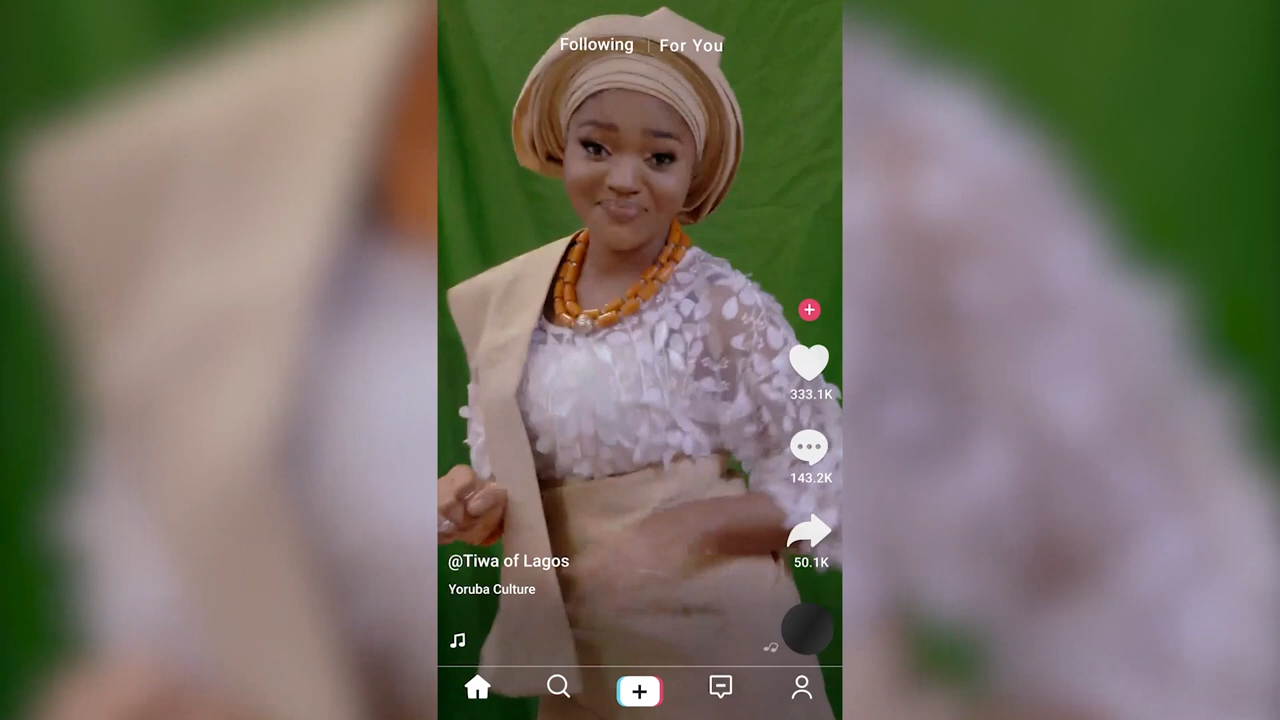 Following | For You
333.1K
143.2K
50.1K
@Tiwa of Lagos
Yoruba Culture